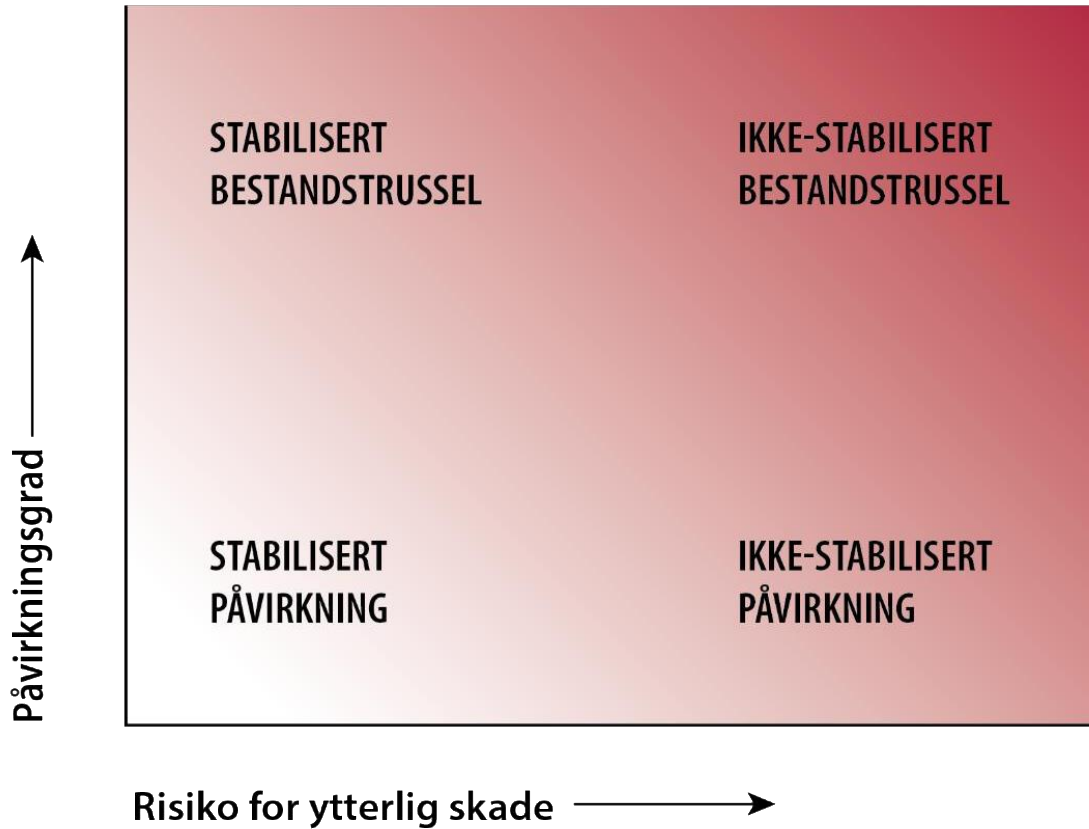 STABILISERT
BESTANDSTRUSSEL
IKKE-STABILISERT
BESTANDSTRUSSEL
STABILISERT
PÅVIRKNING
IKKE-STABILISERT
PÅVIRKNING
Påvirkningsgrad
Risiko for ytterlig skade